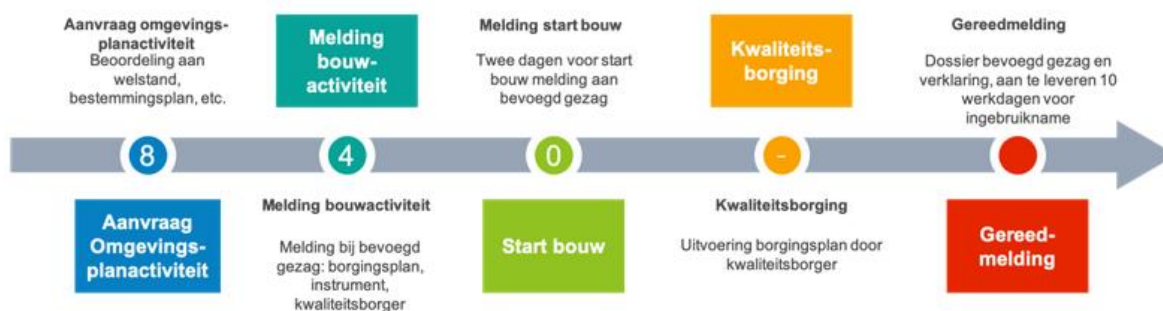 Aanvraag omgevings-
planactiviteit
Beoordeling aan
welstand,
bestemmingsplan, etc.
Melding
bouw-
activiteit
Melding start bouw
Twee dagen voor start
bouw melding aan
bevoegd gezag
Kwaliteits-
borging
Gereedmelding
Dossier bevoegd gezag en
verklaring, aan te leveren 10
werkdagen voor
ingebruikname
8
4
0
-
Aanvraag
Omgevings-
planactiviteit
Melding bouwactiviteit
Melding bij bevoegd
gezag: borgingsplan,
instrument,
kwaliteitsborger
Start bouw
Kwaliteitsborging
Uitvoering borgingsplan door
kwaliteitsborger
Gereed-
melding